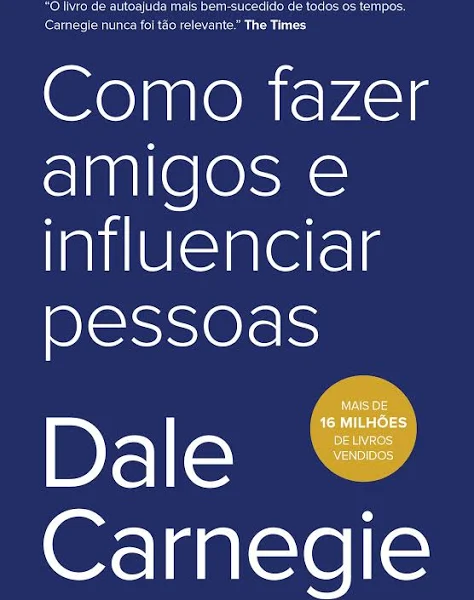 “O livro de autoajuda mais bem-sucedido de todos os tempos.
Carnegie nunca foi tão relevante.” The Times
Como fazer
amigos e
influenciar
pessoas
MAIS DE
16 MILHÕES
DE LIVROS
VENDIDOS
Dale
Carnegie